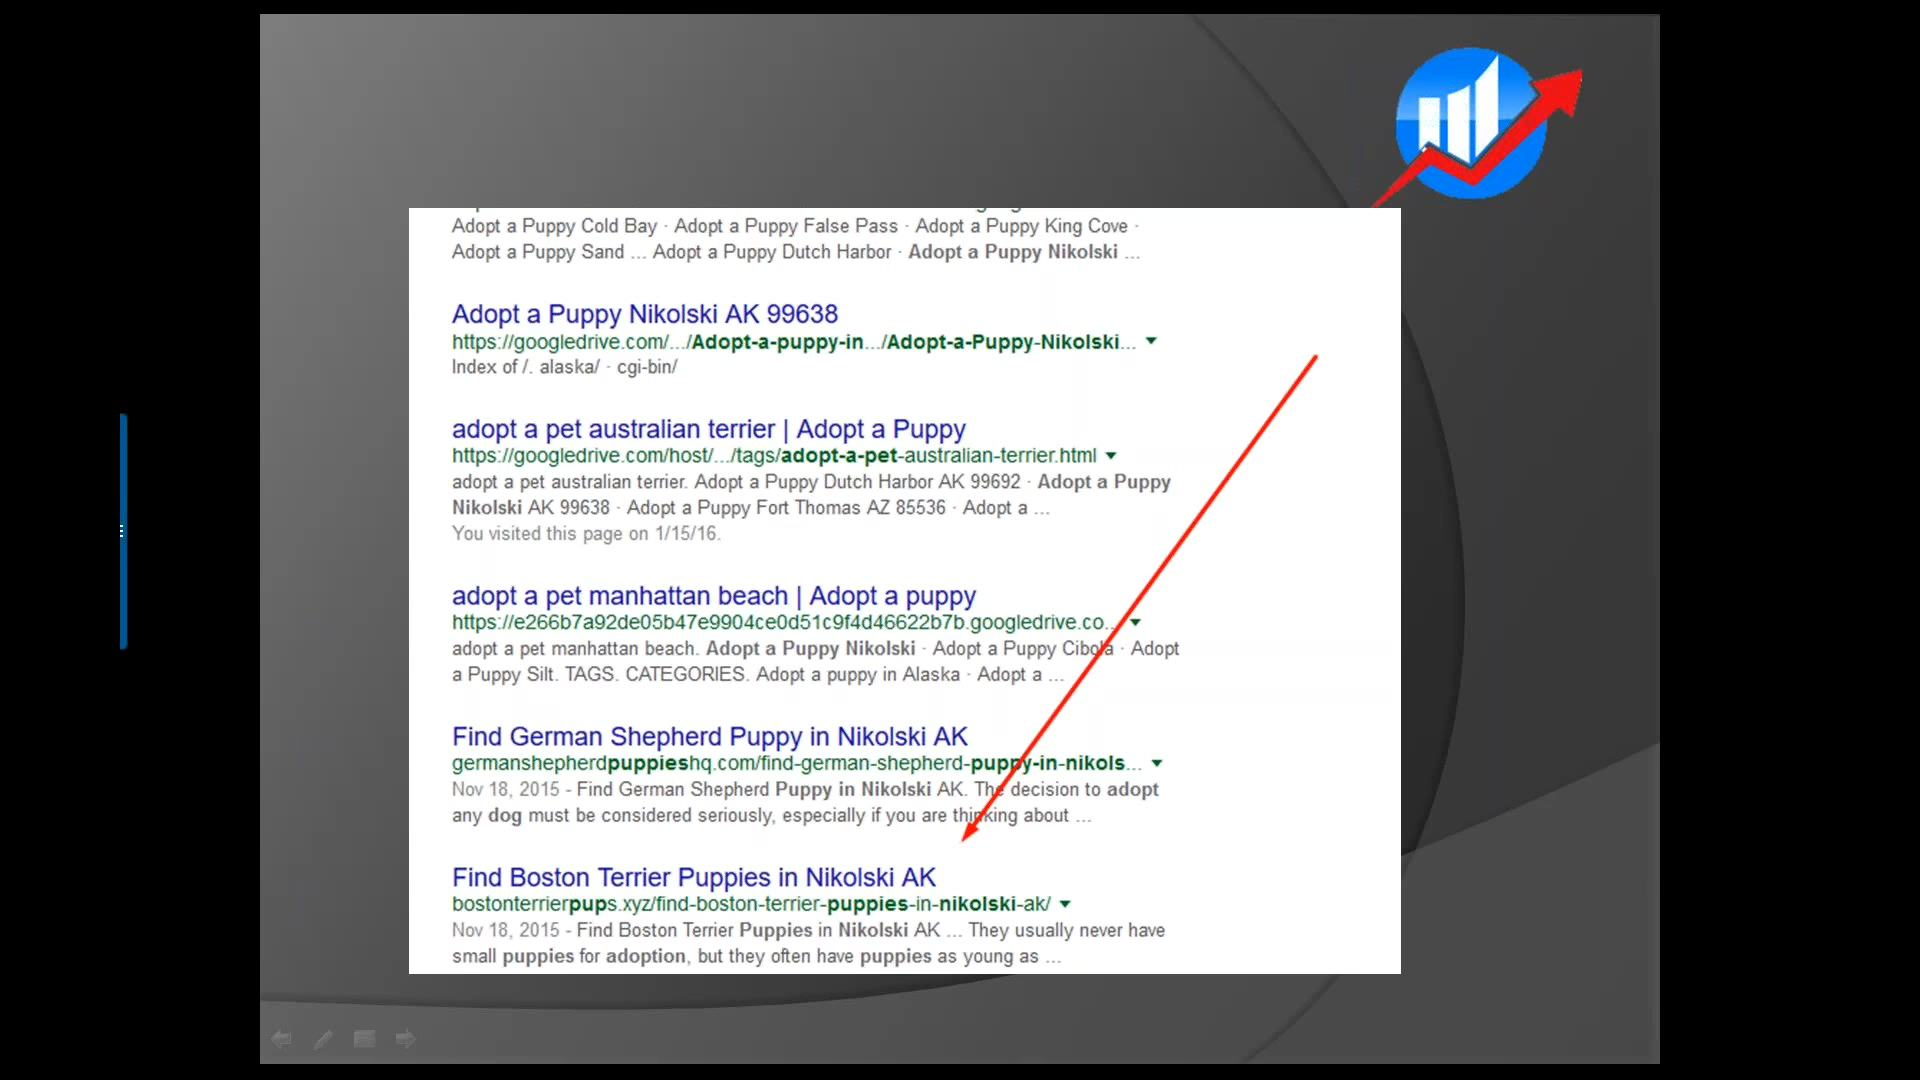 Adopt a Puppy Cold Bay · Adopt a Puppy False Pass · Adopt a Puppy King Cove ·
Adopt a Puppy Sand ... Adopt a Puppy Dutch Harbor · Adopt a Puppy Nikolski ...
Adopt a Puppy Nikolski AK 99638
https://googledrive.com/.../Adopt-a-puppy-in.../Adopt-a-Puppy-Nikolski...
Index of /. alaska/ · cgi-bin/
adopt a pet australian terrier | Adopt a Puppy
https://googledrive.com/host/.../tags/adopt-a-pet-australian-terrier.html
adopt a pet australian terrier. Adopt a Puppy Dutch Harbor AK 99692 · Adopt a Puppy
Nikolski AK 99638 · Adopt a Puppy Fort Thomas AZ 85536 · Adopt a ...
You visited this page on 1/15/16.
adopt a pet manhattan beach | Adopt a puppy
https://e266b7a92de05b47e9904ce0d51c9f4d46622b7b.googledrive.co...
adopt a pet manhattan beach. Adopt a Puppy Nikolski · Adopt a Puppy Cibola · Adopt
a Puppy Silt. TAGS. CATEGORIES. Adopt a puppy in Alaska · Adopt a ...
Find German Shepherd Puppy in Nikolski AK
germanshepherdpuppieshq.com/find-german-shepherd-puppy-in-nikols...
Nov 18, 2015 - Find German Shepherd Puppy in Nikolski AK. The decision to adopt
any dog must be considered seriously, especially if you are thinking about ...
Find Boston Terrier Puppies in Nikolski AK
bostonterrierpups.xyz/find-boston-terrier-puppies-in-nikolski-ak/
Nov 18, 2015 - Find Boston Terrier Puppies in Nikolski AK ... They usually never have
small puppies for adoption, but they often have puppies as young as ...